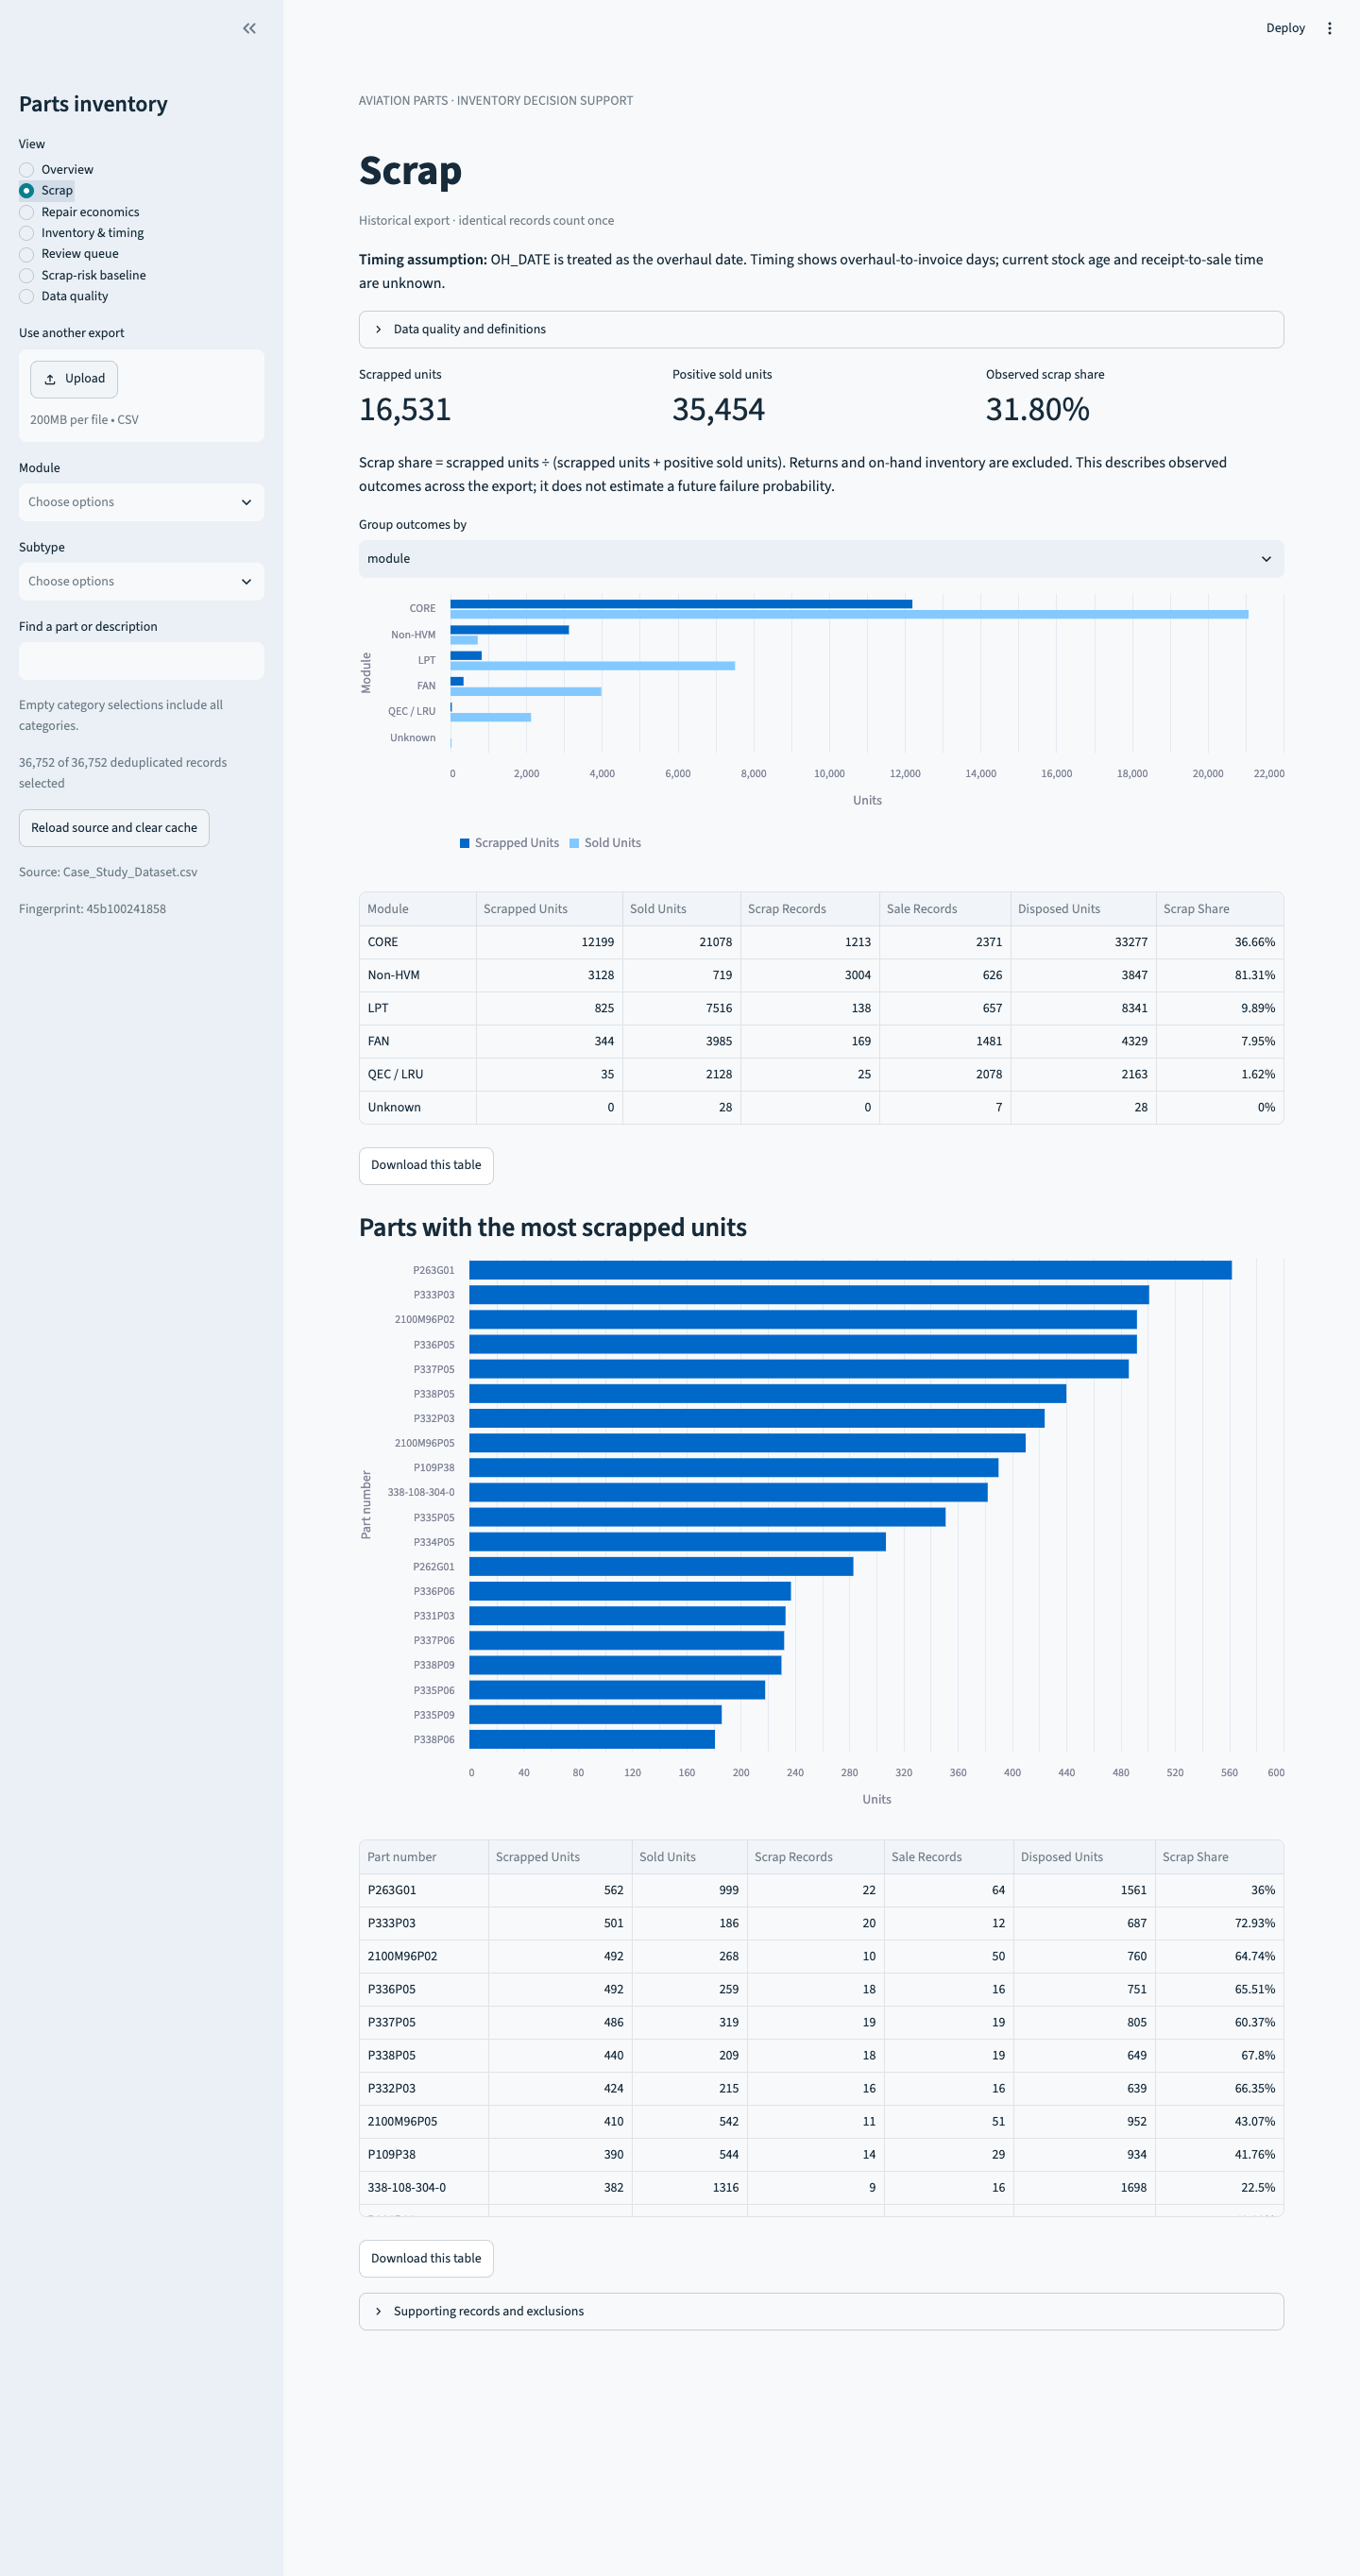 Deploy
Parts inventory
View
Overview
Scrap
Repair economics
Inventory & timing
Review queue
Scrap-risk baseline
Data quality
Use another export
Upload
200MB per file • CSV
Module
Choose options
Subtype
Choose options
Find a part or description
Empty category selections include all
categories.
36,752 of 36,752 deduplicated records
selected
Reload source and clear cache
Source: Case_Study_Dataset.csv
Fingerprint: 45b100241858
AVIATION PARTS · INVENTORY DECISION SUPPORT
Scrap
Historical export · identical records count once
Timing assumption: OH_DATE is treated as the overhaul date. Timing shows overhaul-to-invoice days; current stock age and receipt-to-sale time
are unknown.
Data quality and definitions
Scrapped units Positive sold units Observed scrap share
16,531 35,454 31.80%
Scrap share = scrapped units ÷ (scrapped units + positive sold units). Returns and on-hand inventory are excluded. This describes observed
outcomes across the export; it does not estimate a future failure probability.
Group outcomes by
module
Module
CORE
Non-HVM
LPT
FAN
QEC / LRU
Unknown
0 2,000 4,000 6,000 8,000 10,000 12,000 14,000 16,000 18,000 20,000 22,000
Units
Scrapped Units Sold Units
Module Scrapped Units Sold Units Scrap Records Sale Records Disposed Units Scrap Share
CORE 12199 21078 1213 2371 33277 36.66%
Non-HVM 3128 719 3004 626 3847 81.31%
LPT 825 7516 138 657 8341 9.89%
FAN 344 3985 169 1481 4329 7.95%
QEC / LRU 35 2128 25 2078 2163 1.62%
Unknown 0 28 0 7 28 0%
Download this table
Parts with the most scrapped units
Part number
P263G01
P333P03
2100M96P02
P336P05
P337P05
P338P05
P332P03
2100M96P05
P109P38
338-108-304-0
P335P05
P334P05
P262G01
P336P06
P331P03
P337P06
P338P09
P335P06
P335P09
P338P06
0 40 80 120 160 200 240 280 320 360 400 440 480 520 560 600
Units
Part number Scrapped Units Sold Units Scrap Records Sale Records Disposed Units Scrap Share
P263G01 562 999 22 64 1561 36%
P333P03 501 186 20 12 687 72.93%
2100M96P02 492 268 10 50 760 64.74%
P336P05 492 259 18 16 751 65.51%
P337P05 486 319 19 19 805 60.37%
P338P05 440 209 18 19 649 67.8%
P332P03 424 215 16 16 639 66.35%
2100M96P05 410 542 11 51 952 43.07%
P109P38 390 544 14 29 934 41.76%
338-108-304-0 382 1316 9 16 1698 22.5%
Download this table
Supporting records and exclusions